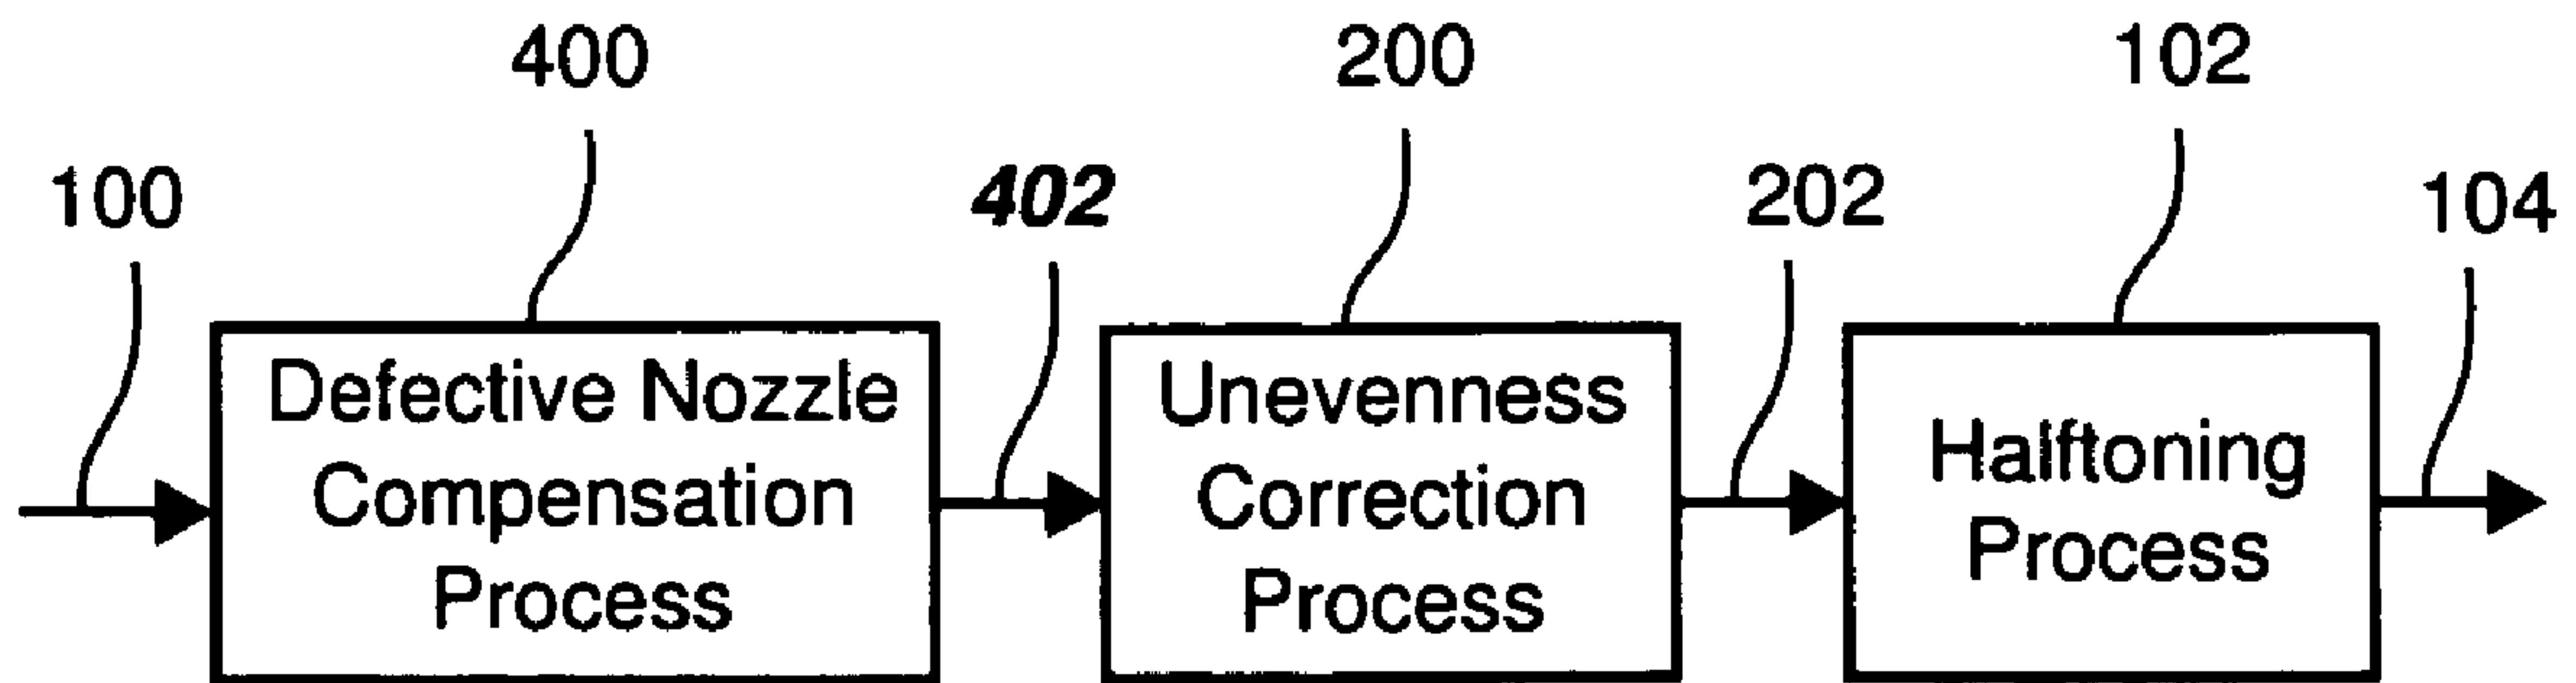 400 200 102
100 402 202 104
Defective Nozzle
Compensation
Process
Unevenness
Correction
Process
Halftoning
Process